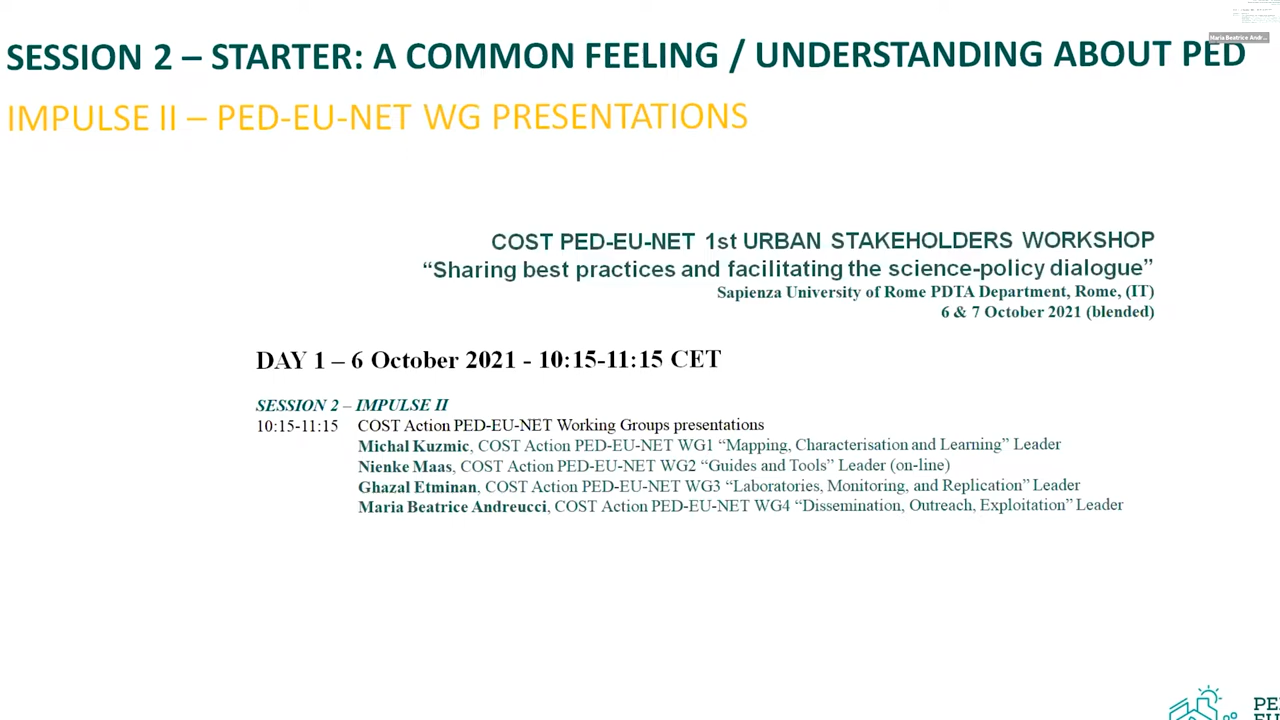 Maria Beatrice Andr...
SESSION 2 – STARTER: A COMMON FEELING / UNDERSTANDING ABOUT PED
IMPULSE II – PED-EU-NET WG PRESENTATIONS
COST PED-EU-NET 1st URBAN STAKEHOLDERS WORKSHOP
“Sharing best practices and facilitating the science-policy dialogue”
Sapienza University of Rome PDTA Department, Rome, (IT)
6 & 7 October 2021 (blended)
DAY 1 – 6 October 2021 - 10:15-11:15 CET
SESSION 2 – IMPULSE II
10:15-11:15 COST Action PED-EU-NET Working Groups presentations
Michal Kuzmic, COST Action PED-EU-NET WG1 “Mapping, Characterisation and Learning” Leader
Nienke Maas, COST Action PED-EU-NET WG2 “Guides and Tools” Leader (on-line)
Ghazal Etminan, COST Action PED-EU-NET WG3 “Laboratories, Monitoring, and Replication” Leader
Maria Beatrice Andreucci, COST Action PED-EU-NET WG4 “Dissemination, Outreach, Exploitation” Leader